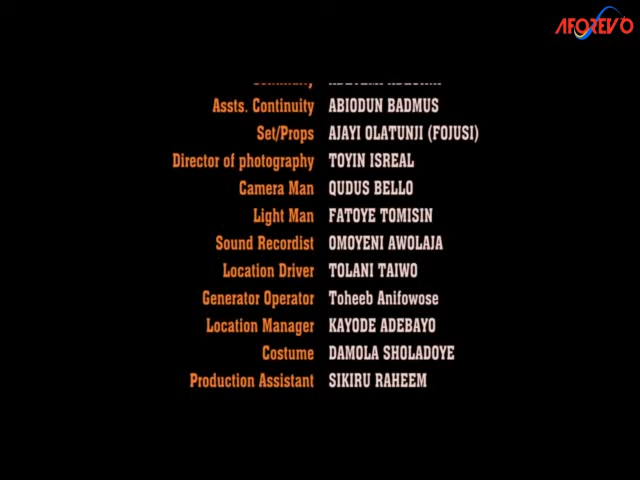 AFOREVO
Assts. Continuity ABIODUN BADMUS
Set/Props AJAYI OLATUNJI (FOJUSI)
Director of photography TOYIN ISREAL
Camera Man QUDUS BELLO
Light Man FATOYE TOMISIN
Sound Recordist OMOYENI AWOLAJA
Location Driver TOLANI TAIWO
Generator Operator Toheeb Anifowose
Location Manager KAYODE ADEBAYO
Costume DAMOLA SHOLADOYE
Production Assistant SIKIRU RAHEEM